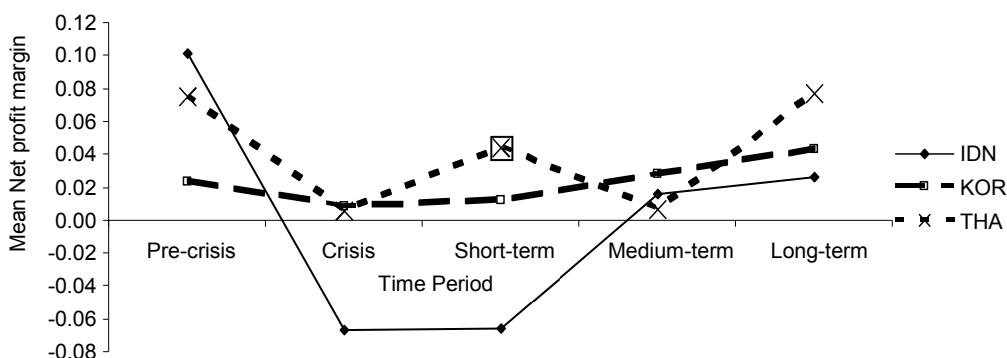 Mean Net profit margin
0.12
0.10
0.08
0.06
0.04
0.02
0.00
-0.02
-0.04
-0.06
-0.08
Pre-crisis Crisis Short-term Medium-term Long-term
Time Period
IDN
KOR
THA